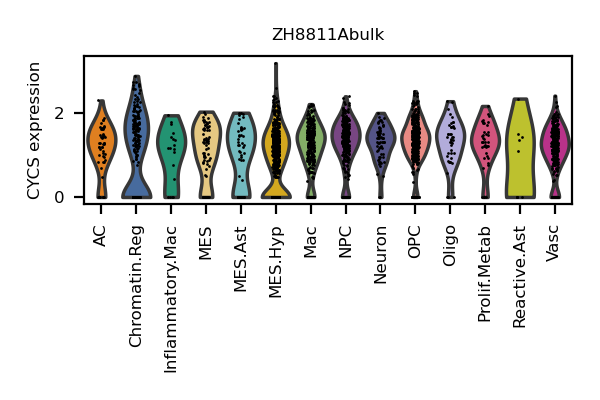 ZH8811Abulk
CYCS expression
2
0
AC
Chromatin.Reg
Inflammatory.Mac
MES
MES.Ast
MES.Hyp
Mac
NPC
Neuron
OPC
Oligo
Prolif.Metab
Reactive.Ast
Vasc